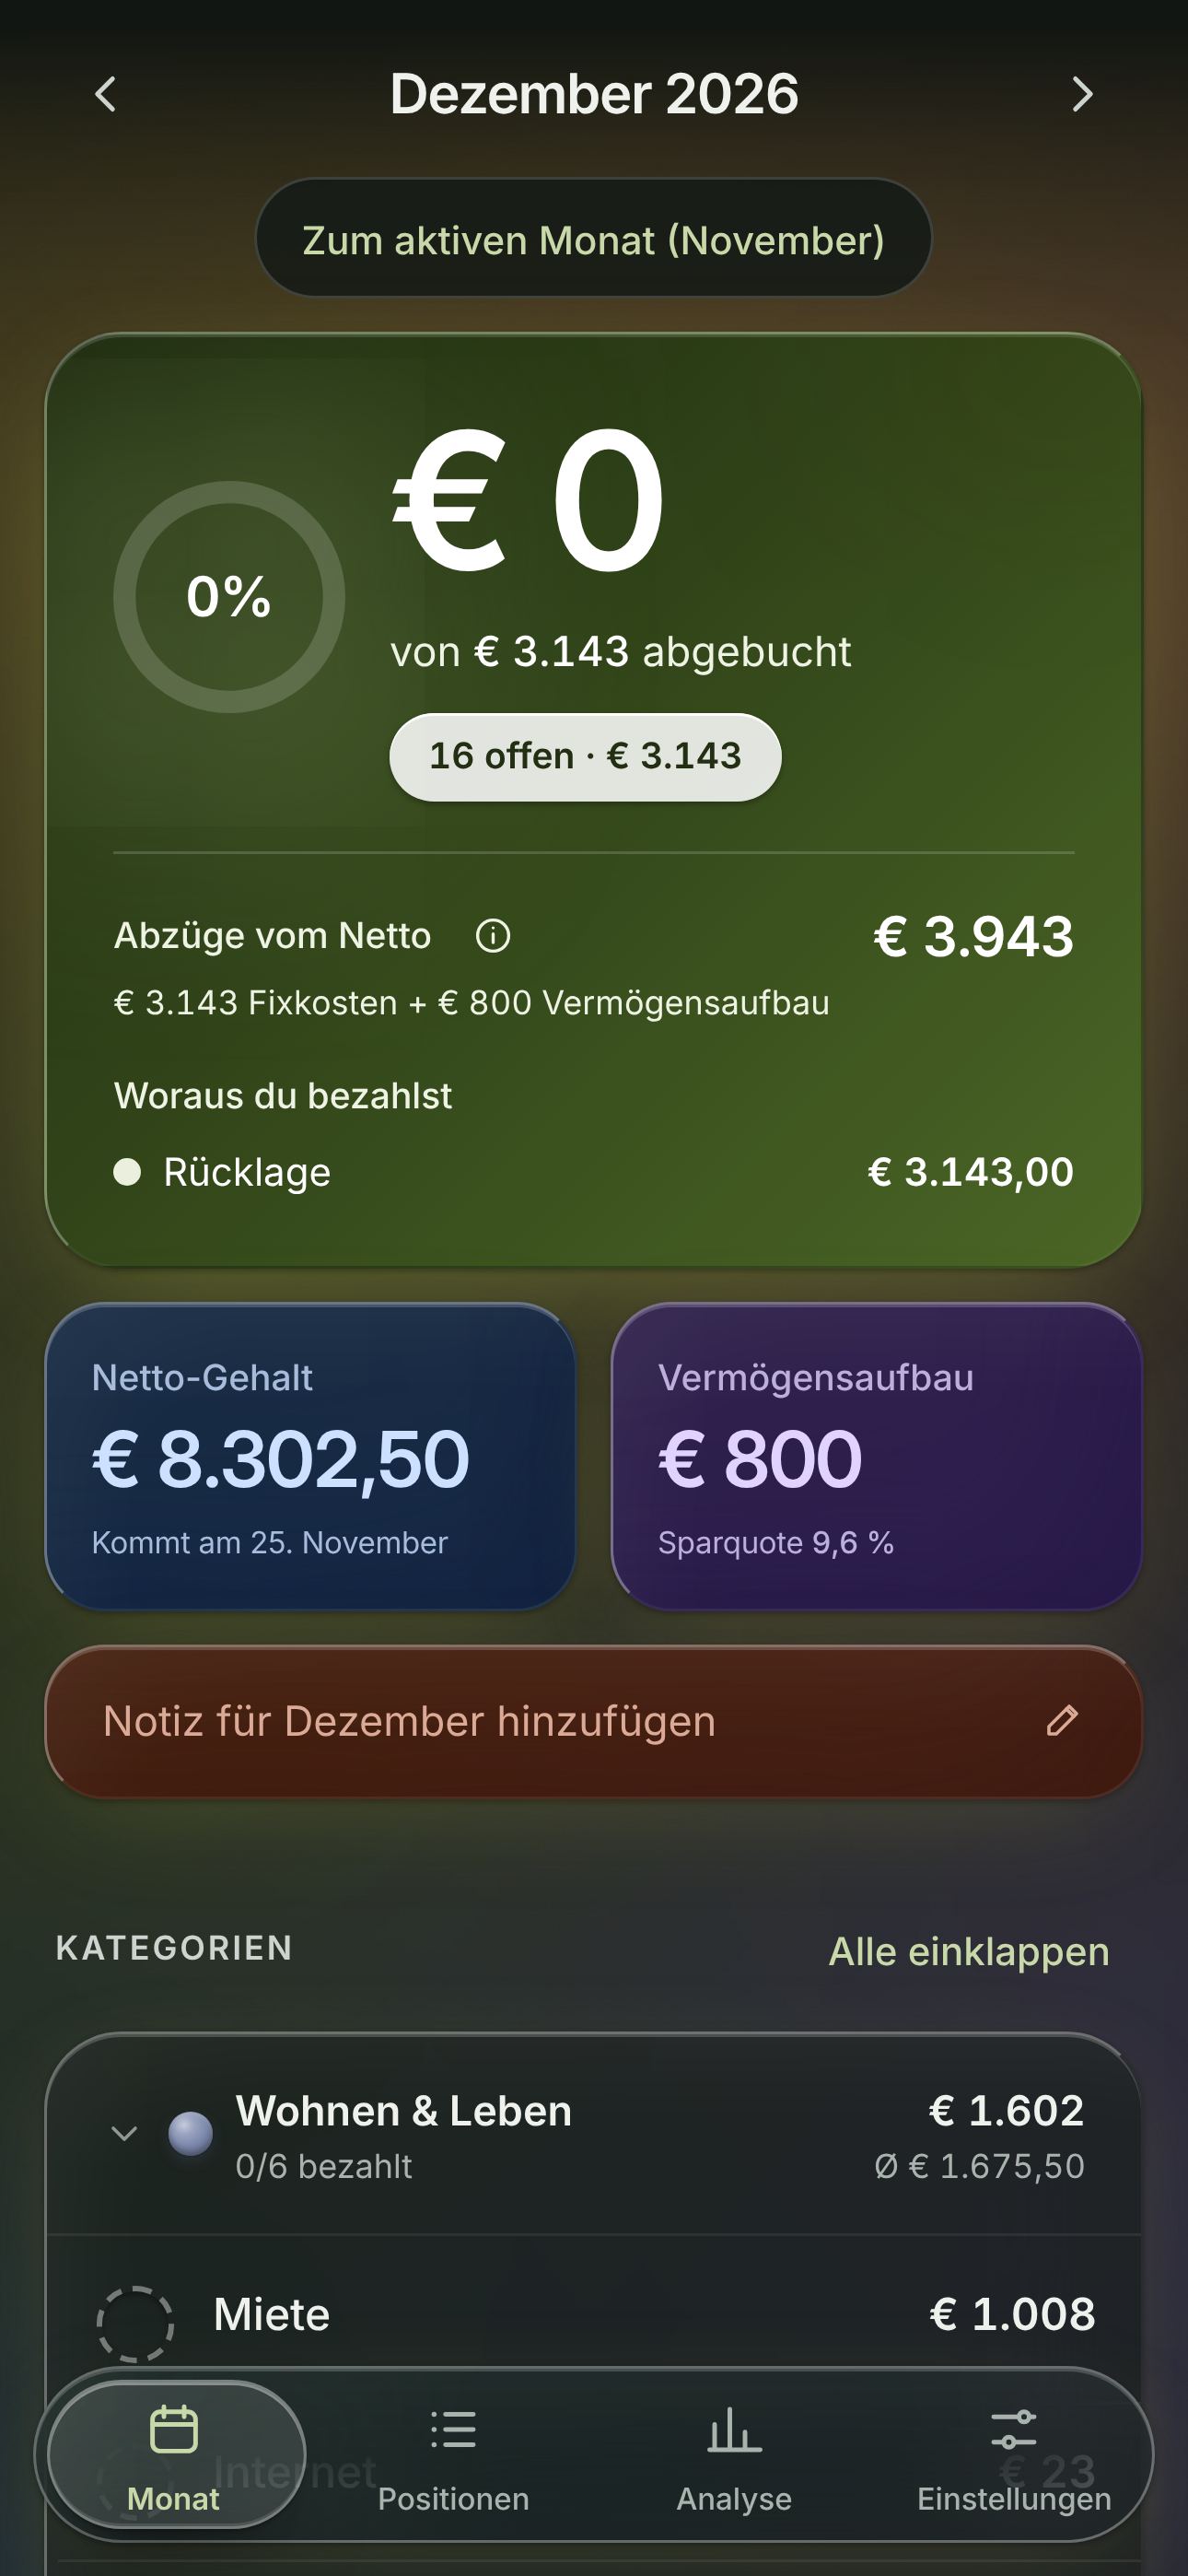 Dezember 2026
Zum aktiven Monat (November)
0%
€ 0
von € 3.143 abgebucht
16 offen · € 3.143
Abzüge vom Netto
€ 3.943
€ 3.143 Fixkosten + € 800 Vermögensaufbau
Woraus du bezahlst
Rücklage
€ 3.143,00
Netto-Gehalt
€ 8.302,50
Kommt am 25. November
Vermögensaufbau
€ 800
Sparquote 9,6 %
Notiz für Dezember hinzufügen
KATEGORIEN
Alle einklappen
Wohnen & Leben
€ 1.602
0/6 bezahlt
Ø € 1.675,50
Miete
€ 1.008
Internet
€ 23
Monat
Positionen
Analyse
Einstellungen